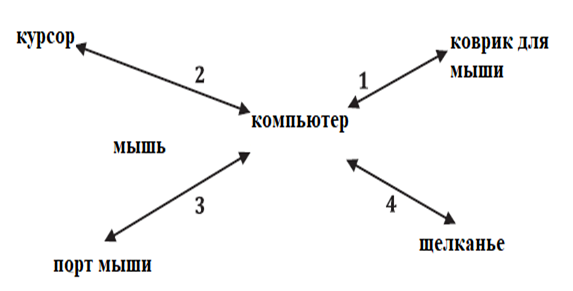 курсор
коврик для
мыши
2
1
компьютер
мышь
3
4
порт мыши
щелканье